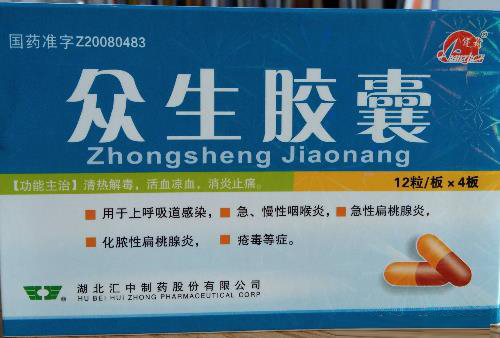 国药准字Z20080483
众生胶囊
Zhongsheng Jiaonang
【功能主治】清热解毒，活血凉血，消炎止痛。
12粒/板×4板
用于上呼吸道感染， 急、慢性咽喉炎， 急性扁桃腺炎，
化脓性扁桃腺炎， 疮毒等症。
湖北汇中制药股份有限公司
HU BEI HUI ZHONG PHARMACEUTICAL CORP